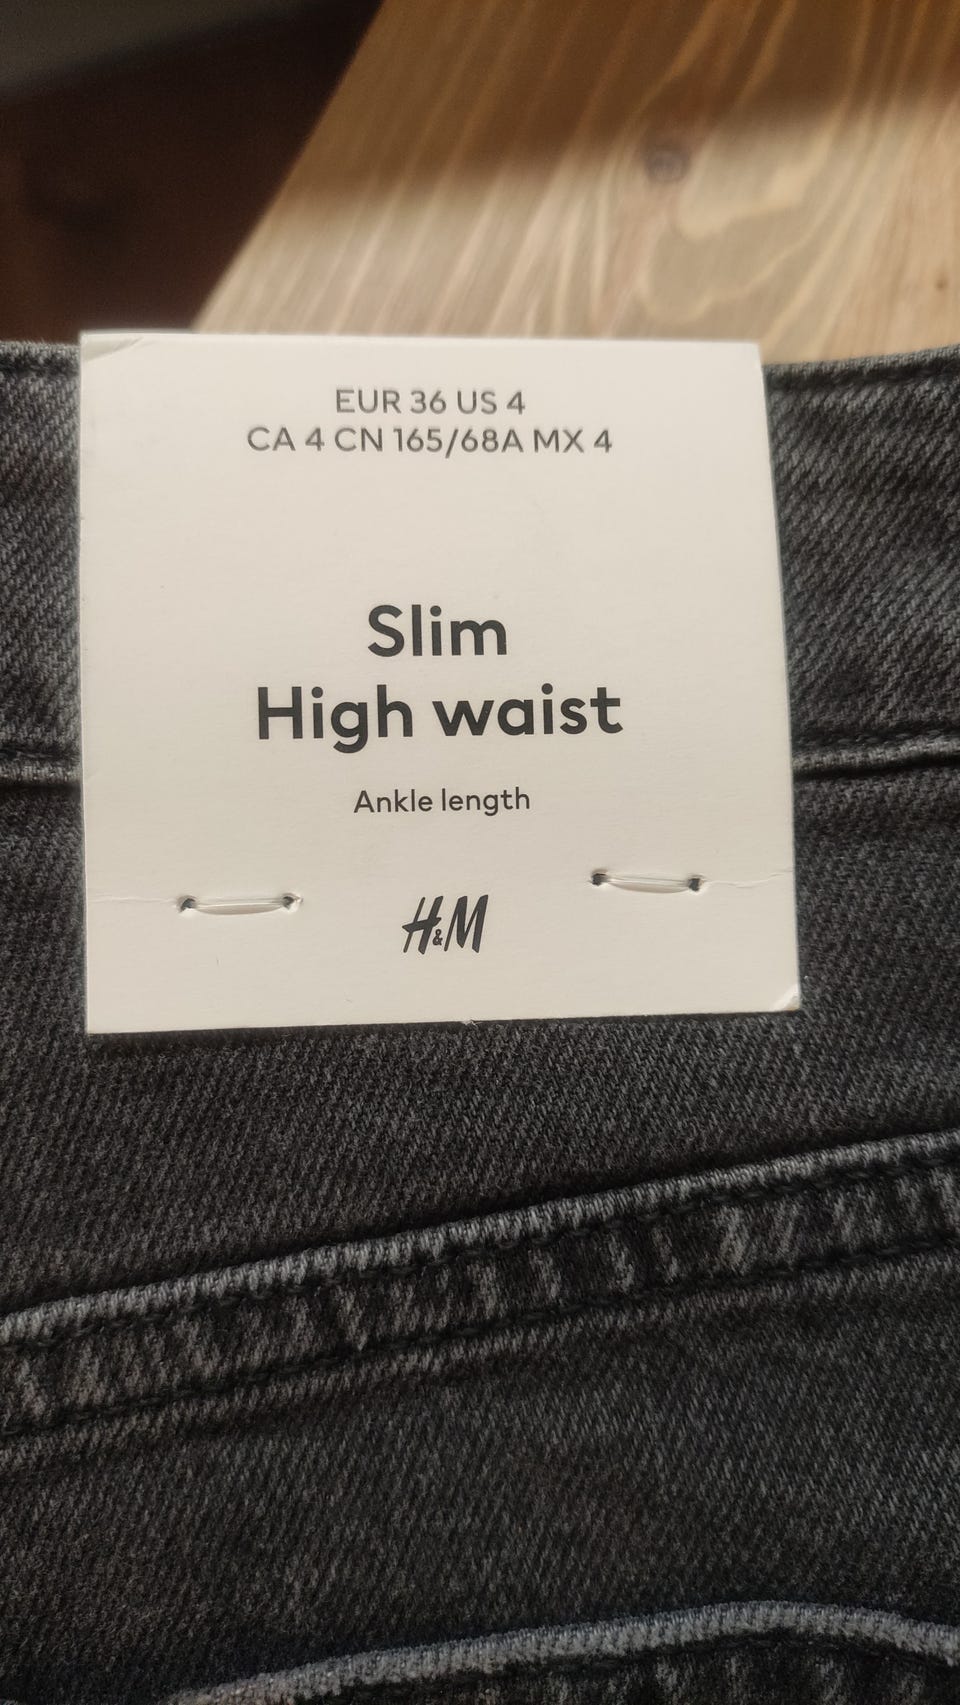 EUR 36 US 4
CA 4 CN 165/68A MX 4
Slim
High waist
Ankle length
H&M